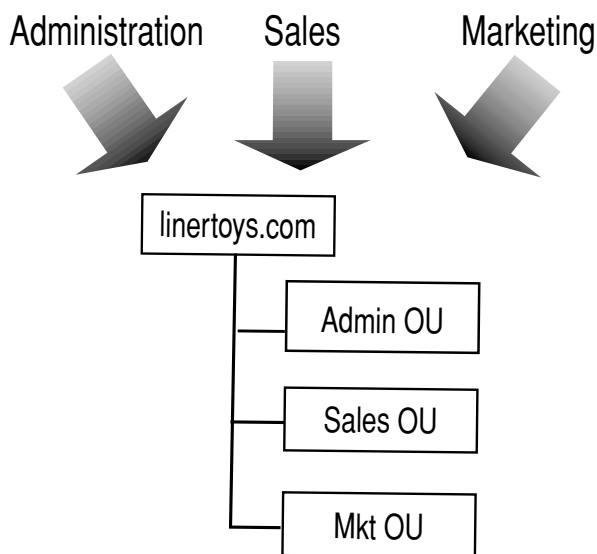 Administration Sales Marketing
linertoys.com
Admin OU
Sales OU
Mkt OU